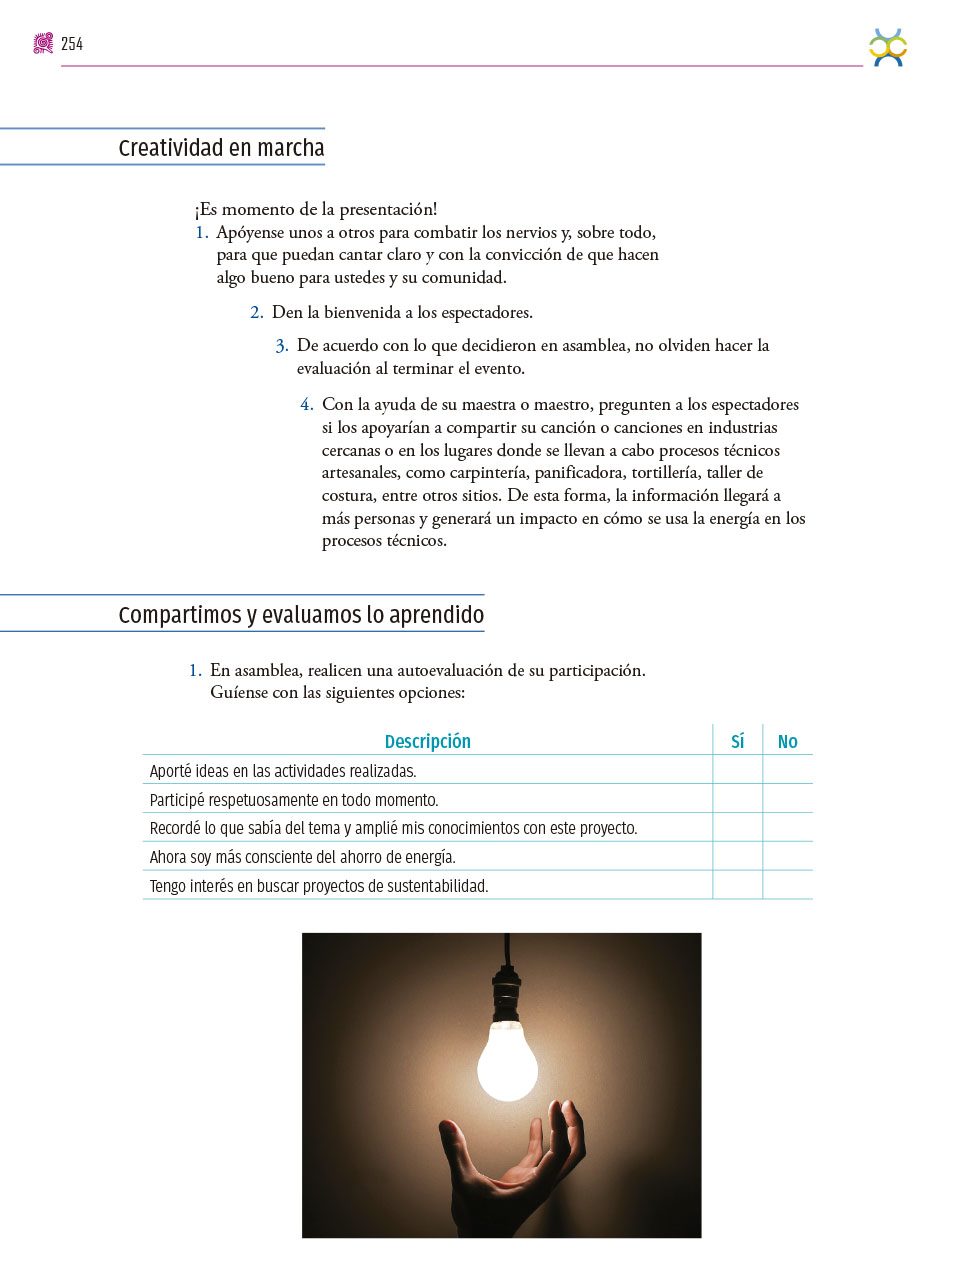 254
Creatividad en marcha
¡Es momento de la presentación!
1. Apóyense unos a otros para combatir los nervios y, sobre todo,
para que puedan cantar claro y con la convicción de que hacen
algo bueno para ustedes y su comunidad.
2. Den la bienvenida a los espectadores.
3. De acuerdo con lo que decidieron en asamblea, no olviden hacer la
evaluación al terminar el evento.
4. Con la ayuda de su maestra o maestro, pregunten a los espectadores
si los apoyarían a compartir su canción o canciones en industrias
cercanas o en los lugares donde se llevan a cabo procesos técnicos
artesanales, como carpintería, panificadora, tortillería, taller de
costura, entre otros sitios. De esta forma, la información llegará a
más personas y generará un impacto en cómo se usa la energía en los
procesos técnicos.
Compartimos y evaluamos lo aprendido
1. En asamblea, realicen una autoevaluación de su participación.
Guíense con las siguientes opciones:
Descripción Sí No
Aporté ideas en las actividades realizadas.
Participé respetuosamente en todo momento.
Recordé lo que sabía del tema y amplié mis conocimientos con este proyecto.
Ahora soy más consciente del ahorro de energía.
Tengo interés en buscar proyectos de sustentabilidad.